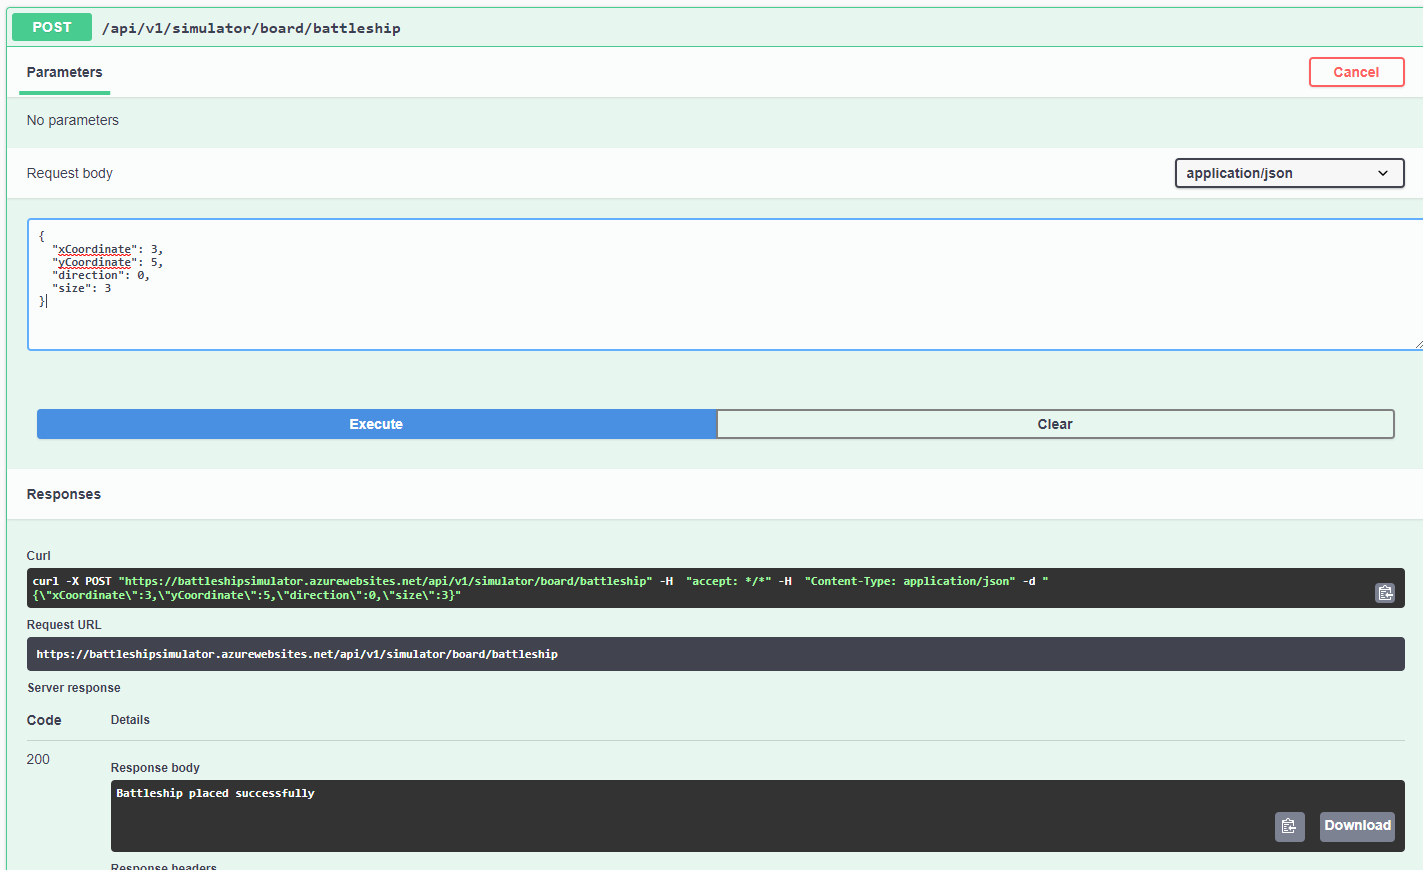 POST /api/v1/simulator/board/battleship
Parameters
Cancel
No parameters
Request body
application/json
{
"xCoordinate": 3,
"yCoordinate": 5,
"direction": 0,
"size": 3
}
Execute
Clear
Responses
Curl
curl -X POST "https://battleshipsimulator.azurewebsites.net/api/v1/simulator/board/battleship" -H  "accept: */*" -H  "Content-Type: application/json" -d "
{\"xCoordinate\":3,\"yCoordinate\":5,\"direction\":0,\"size\":3}"
Request URL
https://battleshipsimulator.azurewebsites.net/api/v1/simulator/board/battleship
Server response
Code Details
200
Response body
Battleship placed successfully
Download
Response headers